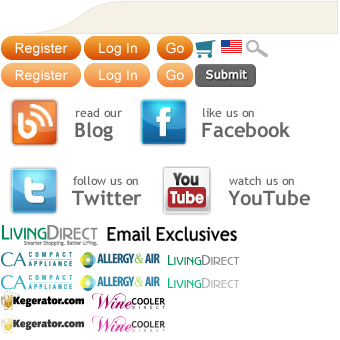 Register Log In Go
Register Log In Go Submit
read our like us on
Blog Facebook
follow us on watch us on
Twitter You Tube YouTube
LIVINGDIRECT Email Exclusives
Smarter Shopping. Better Living.
CA COMPACT APPLIANCE ALLERGY & AIR LIVINGDIRECT
CA COMPACT APPLIANCE ALLERGY & AIR LIVINGDIRECT
Kegerator.com Wine COOLER DIRECT
Kegerator.com Wine COOLER DIRECT